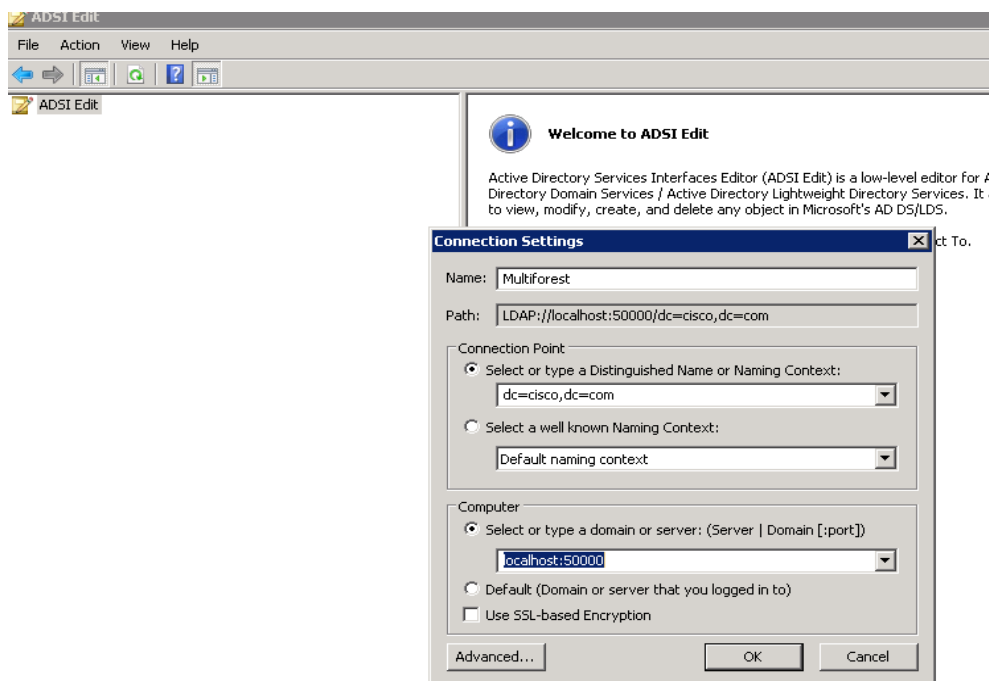 ADSI Edit
File Action View Help
ADSI Edit
Welcome to ADSI Edit
Active Directory Services Interfaces Editor (ADSI Edit) is a low-level editor for
Directory Domain Services / Active Directory Lightweight Directory Services. It
to view, modify, create, and delete any object in Microsoft's AD DS/LDS.
ct To.
Connection Settings
Name: Multiforest
Path: LDAP://localhost:50000/dc=cisco,dc=com
Connection Point
Select or type a Distinguished Name or Naming Context:
dc=cisco,dc=com
Select a well known Naming Context:
Default naming context
Computer
Select or type a domain or server: (Server | Domain [:port])
localhost:50000
Default (Domain or server that you logged in to)
Use SSL-based Encryption
Advanced... OK Cancel